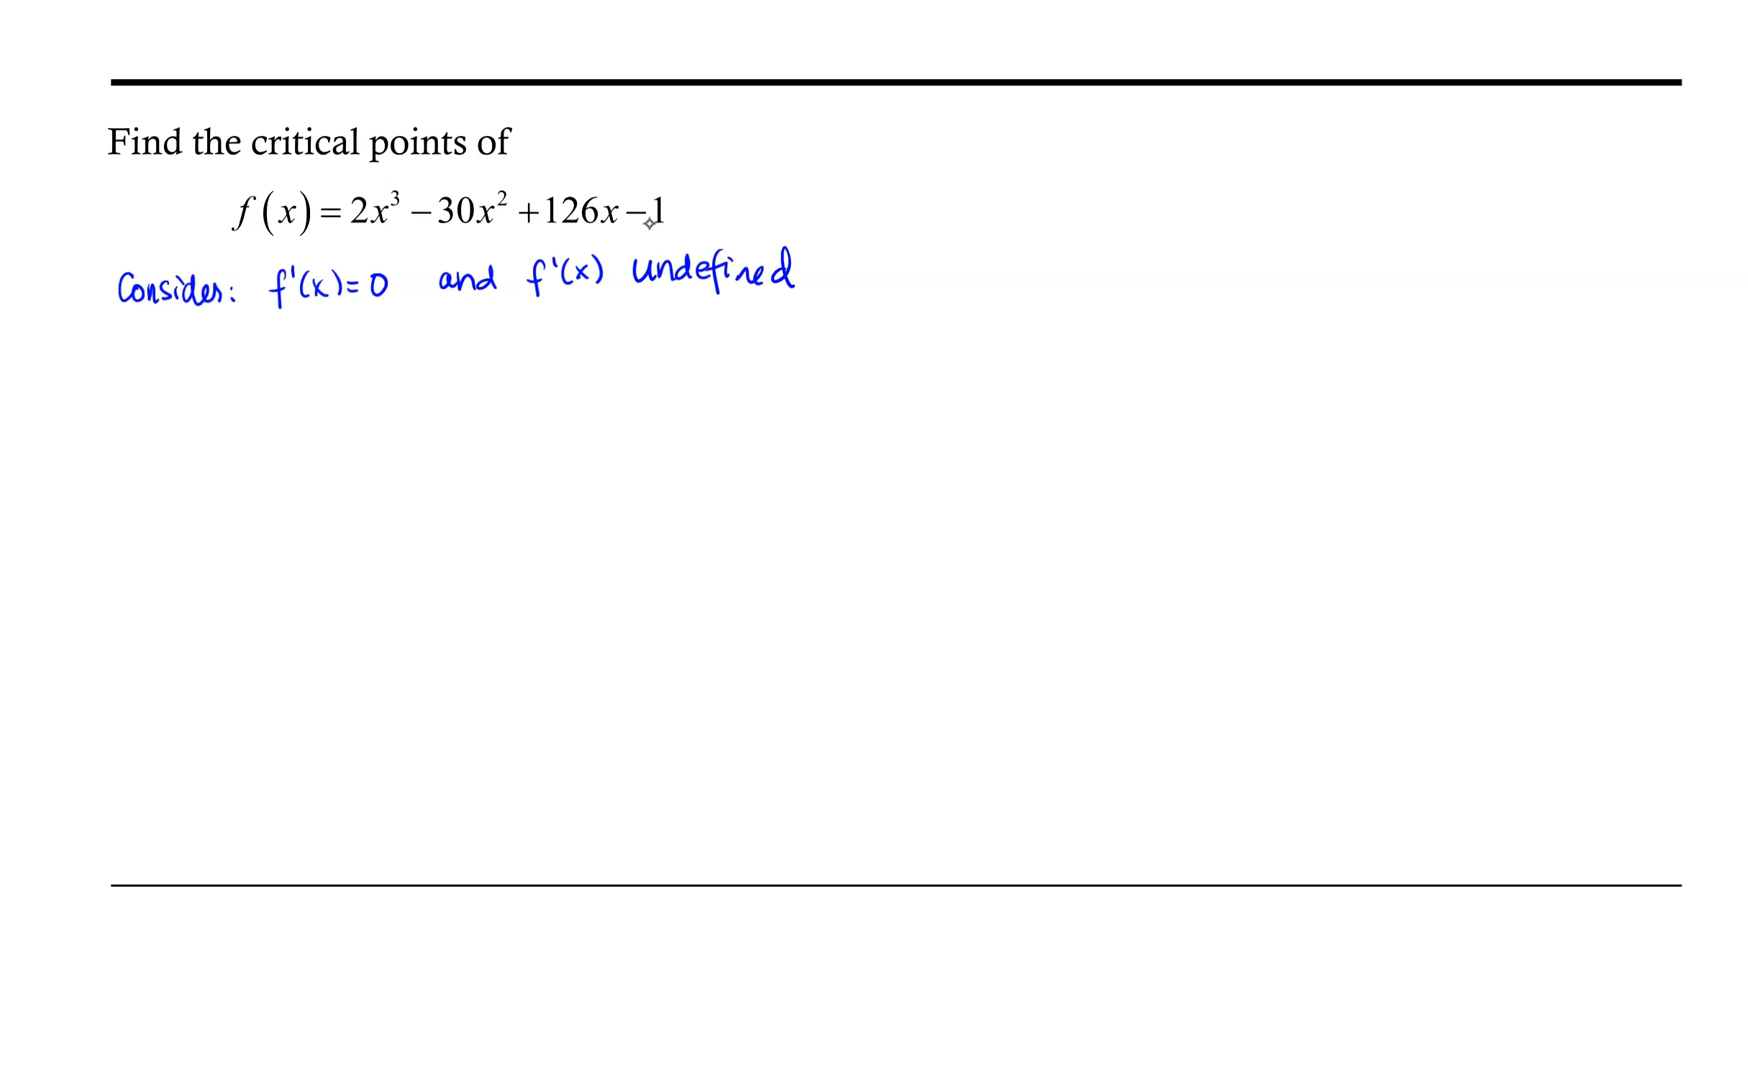 Find the critical points of
f(x) = 2x³ − 30x² + 126x − 1
Consider: f'(x) = 0 and f'(x) undefined